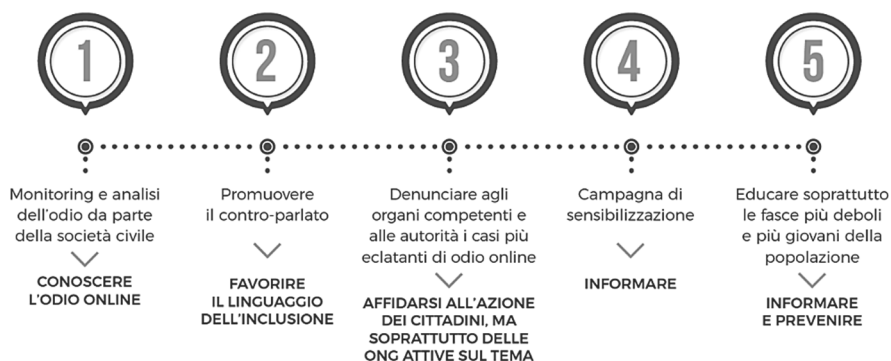 1
2
3
4
5
Monitoring e analisi
dell'odio da parte
della società civile
CONOSCERE
L'ODIO ONLINE
Promuovere
il contro-parlato
FAVORIRE
IL LINGUAGGIO
DELL'INCLUSIONE
Denunciare agli
organi competenti e
alle autorità i casi più
eclatanti di odio online
AFFIDARSI ALL'AZIONE
DEI CITTADINI, MA
SOPRATTUTTO DELLE
ONG ATTIVE SUL TEMA
Campagna di
sensibilizzazione
INFORMARE
Educare soprattutto
le fasce più deboli
e più giovani della
popolazione
INFORMARE
E PREVENIRE